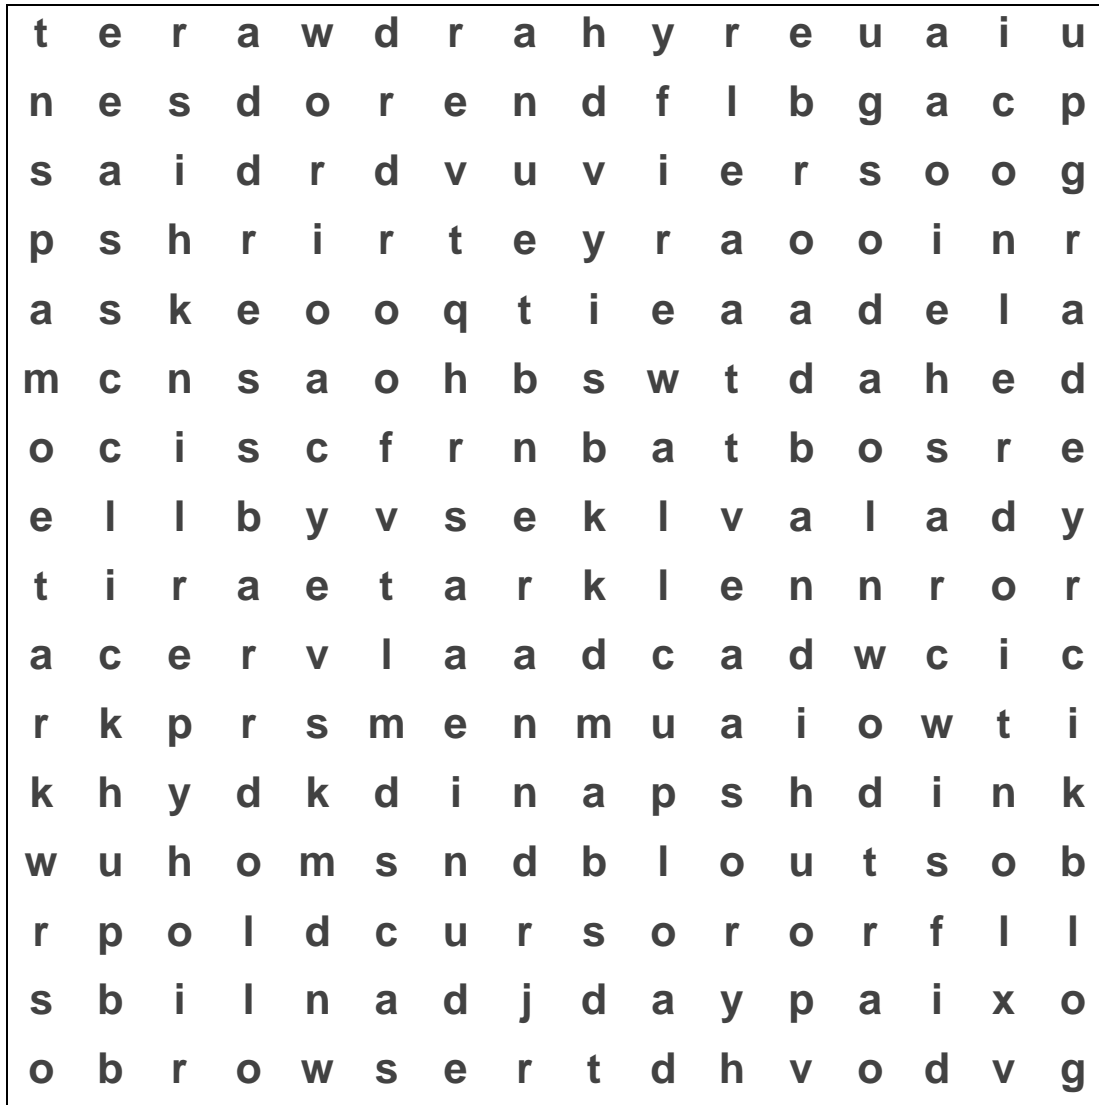 t e r a w d r a h y r e u a i u
n e s d o r e n d f l b g a c p
s a i d r d v u v i e r s o o g
p s h r i r t e y r a o o i n r
a s k e o o q t i e a a d e l a
m c n s a o h b s w t d a h e d
o c i s c f r n b a t b o s r e
e l l b y v s e k l v a l a d y
t i r a e t a r k l e n n r o r
a c e r v l a a d c a d w c i c
r k p r s m e n m u a i o w t i
k h y d k d i n a p s h d i n k
w u h o m s n d b l o u t s o b
r p o l d c u r s o r o r f l l
s b i l n a d j d a y p a i x o
o b r o w s e r t d h v o d v g